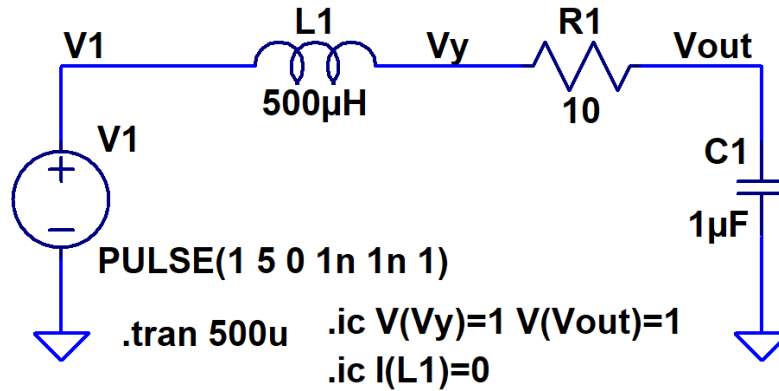 V1
L1
Vy
R1
Vout
500µH
10
V1
C1
1µF
PULSE(1 5 0 1n 1n 1)
.tran 500u
.ic V(Vy)=1 V(Vout)=1
.ic I(L1)=0